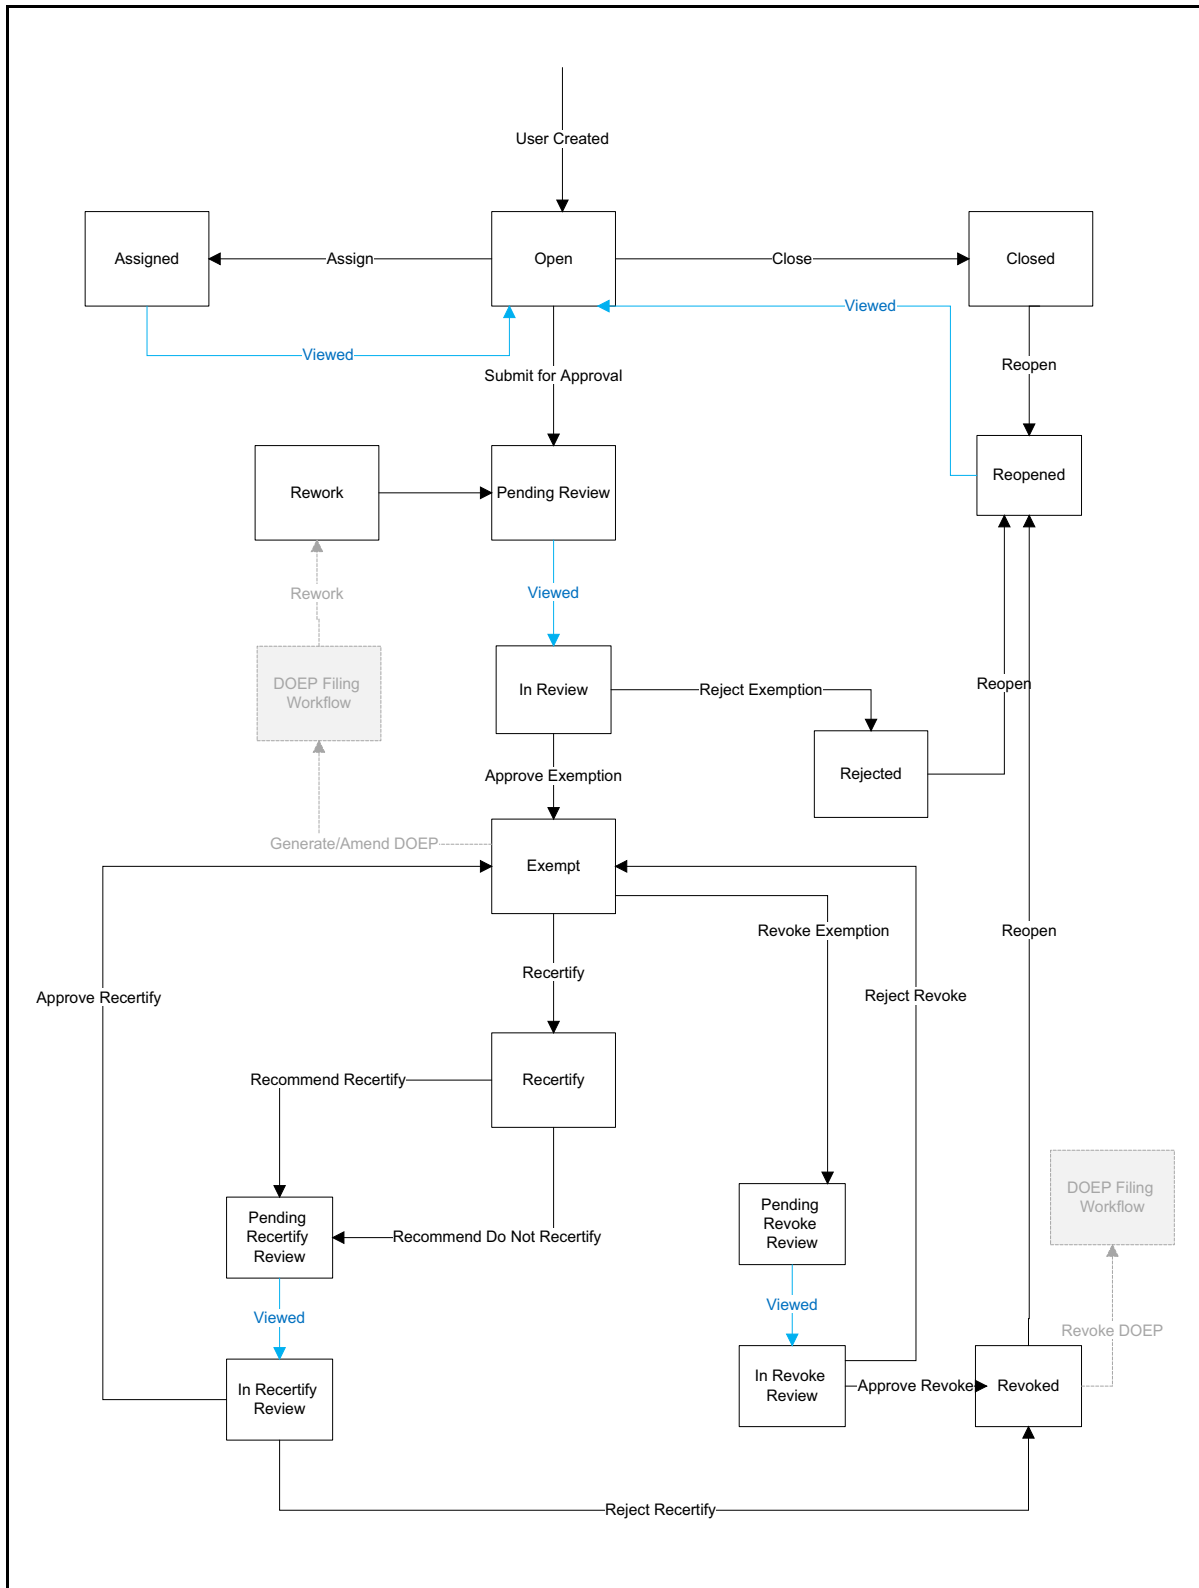 User Created
Assigned
Assign
Open
Close
Closed
Viewed
Viewed
Reopen
Submit for Approval
Rework
Pending Review
Reopened
Rework
Viewed
DOEP Filing
Workflow
In Review
Reject Exemption
Reopen
Rejected
Approve Exemption
Generate/Amend DOEP
Exempt
Revoke Exemption
Reopen
Recertify
Approve Recertify
Reject Revoke
Recommend Recertify
Recertify
DOEP Filing
Workflow
Pending
Recertify
Review
Recommend Do Not Recertify
Pending
Revoke
Review
Viewed
Viewed
Revoke DOEP
In Recertify
Review
In Revoke
Review
Approve Revoke
Revoked
Reject Recertify